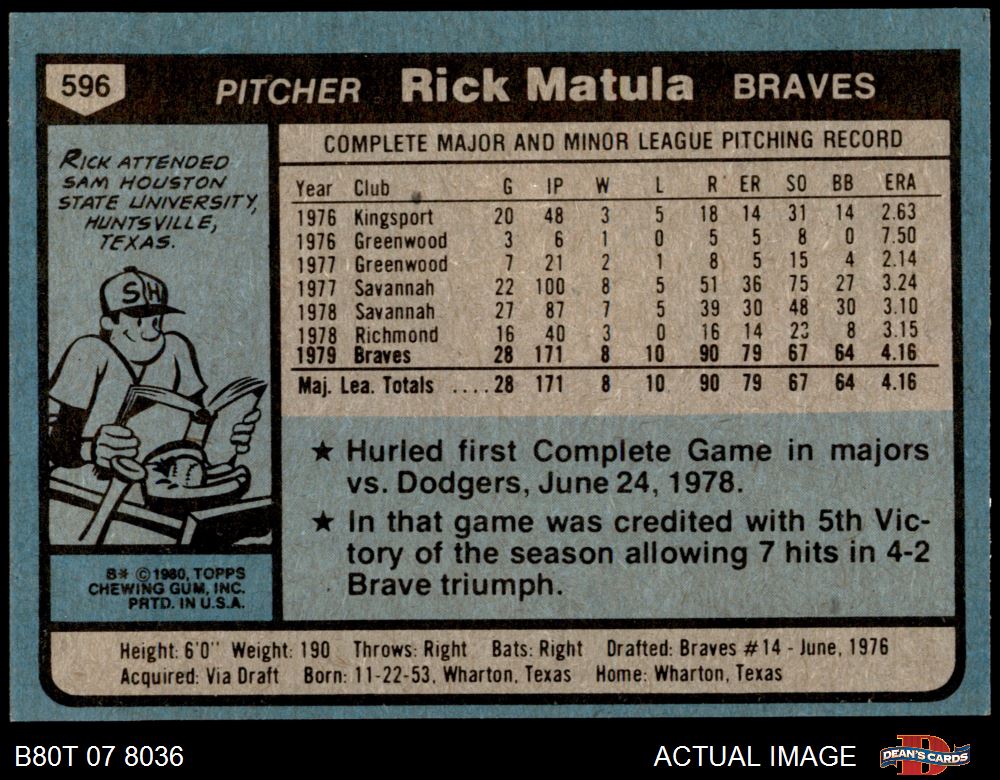 596
PITCHER Rick Matula BRAVES
RICK ATTENDED
SAM HOUSTON
STATE UNIVERSITY,
HUNTSVILLE,
TEXAS.
SH
B* © 1980, TOPPS
CHEWING GUM, INC.
PRTD. IN U.S.A.
COMPLETE MAJOR AND MINOR LEAGUE PITCHING RECORD
Year Club G IP W L R ER SO BB ERA
1976 Kingsport 20 48 3 5 18 14 31 14 2.63
1976 Greenwood 3 6 1 0 5 5 8 0 7.50
1977 Greenwood 7 21 2 1 8 5 15 4 2.14
1977 Savannah 22 100 8 5 51 36 75 27 3.24
1978 Savannah 27 87 7 5 39 30 48 30 3.10
1978 Richmond 16 40 3 0 16 14 23 8 3.15
1979 Braves 28 171 8 10 90 79 67 64 4.16
Maj. Lea. Totals ....28 171 8 10 90 79 67 64 4.16
★ Hurled first Complete Game in majors
vs. Dodgers, June 24, 1978.
★ In that game was credited with 5th Vic-
tory of the season allowing 7 hits in 4-2
Brave triumph.
Height: 6'0" Weight: 190 Throws: Right Bats: Right Drafted: Braves #14 - June, 1976
Acquired: Via Draft Born: 11-22-53, Wharton, Texas Home: Wharton, Texas
B80T 07 8036 ACTUAL IMAGE DEAN'S CARDS